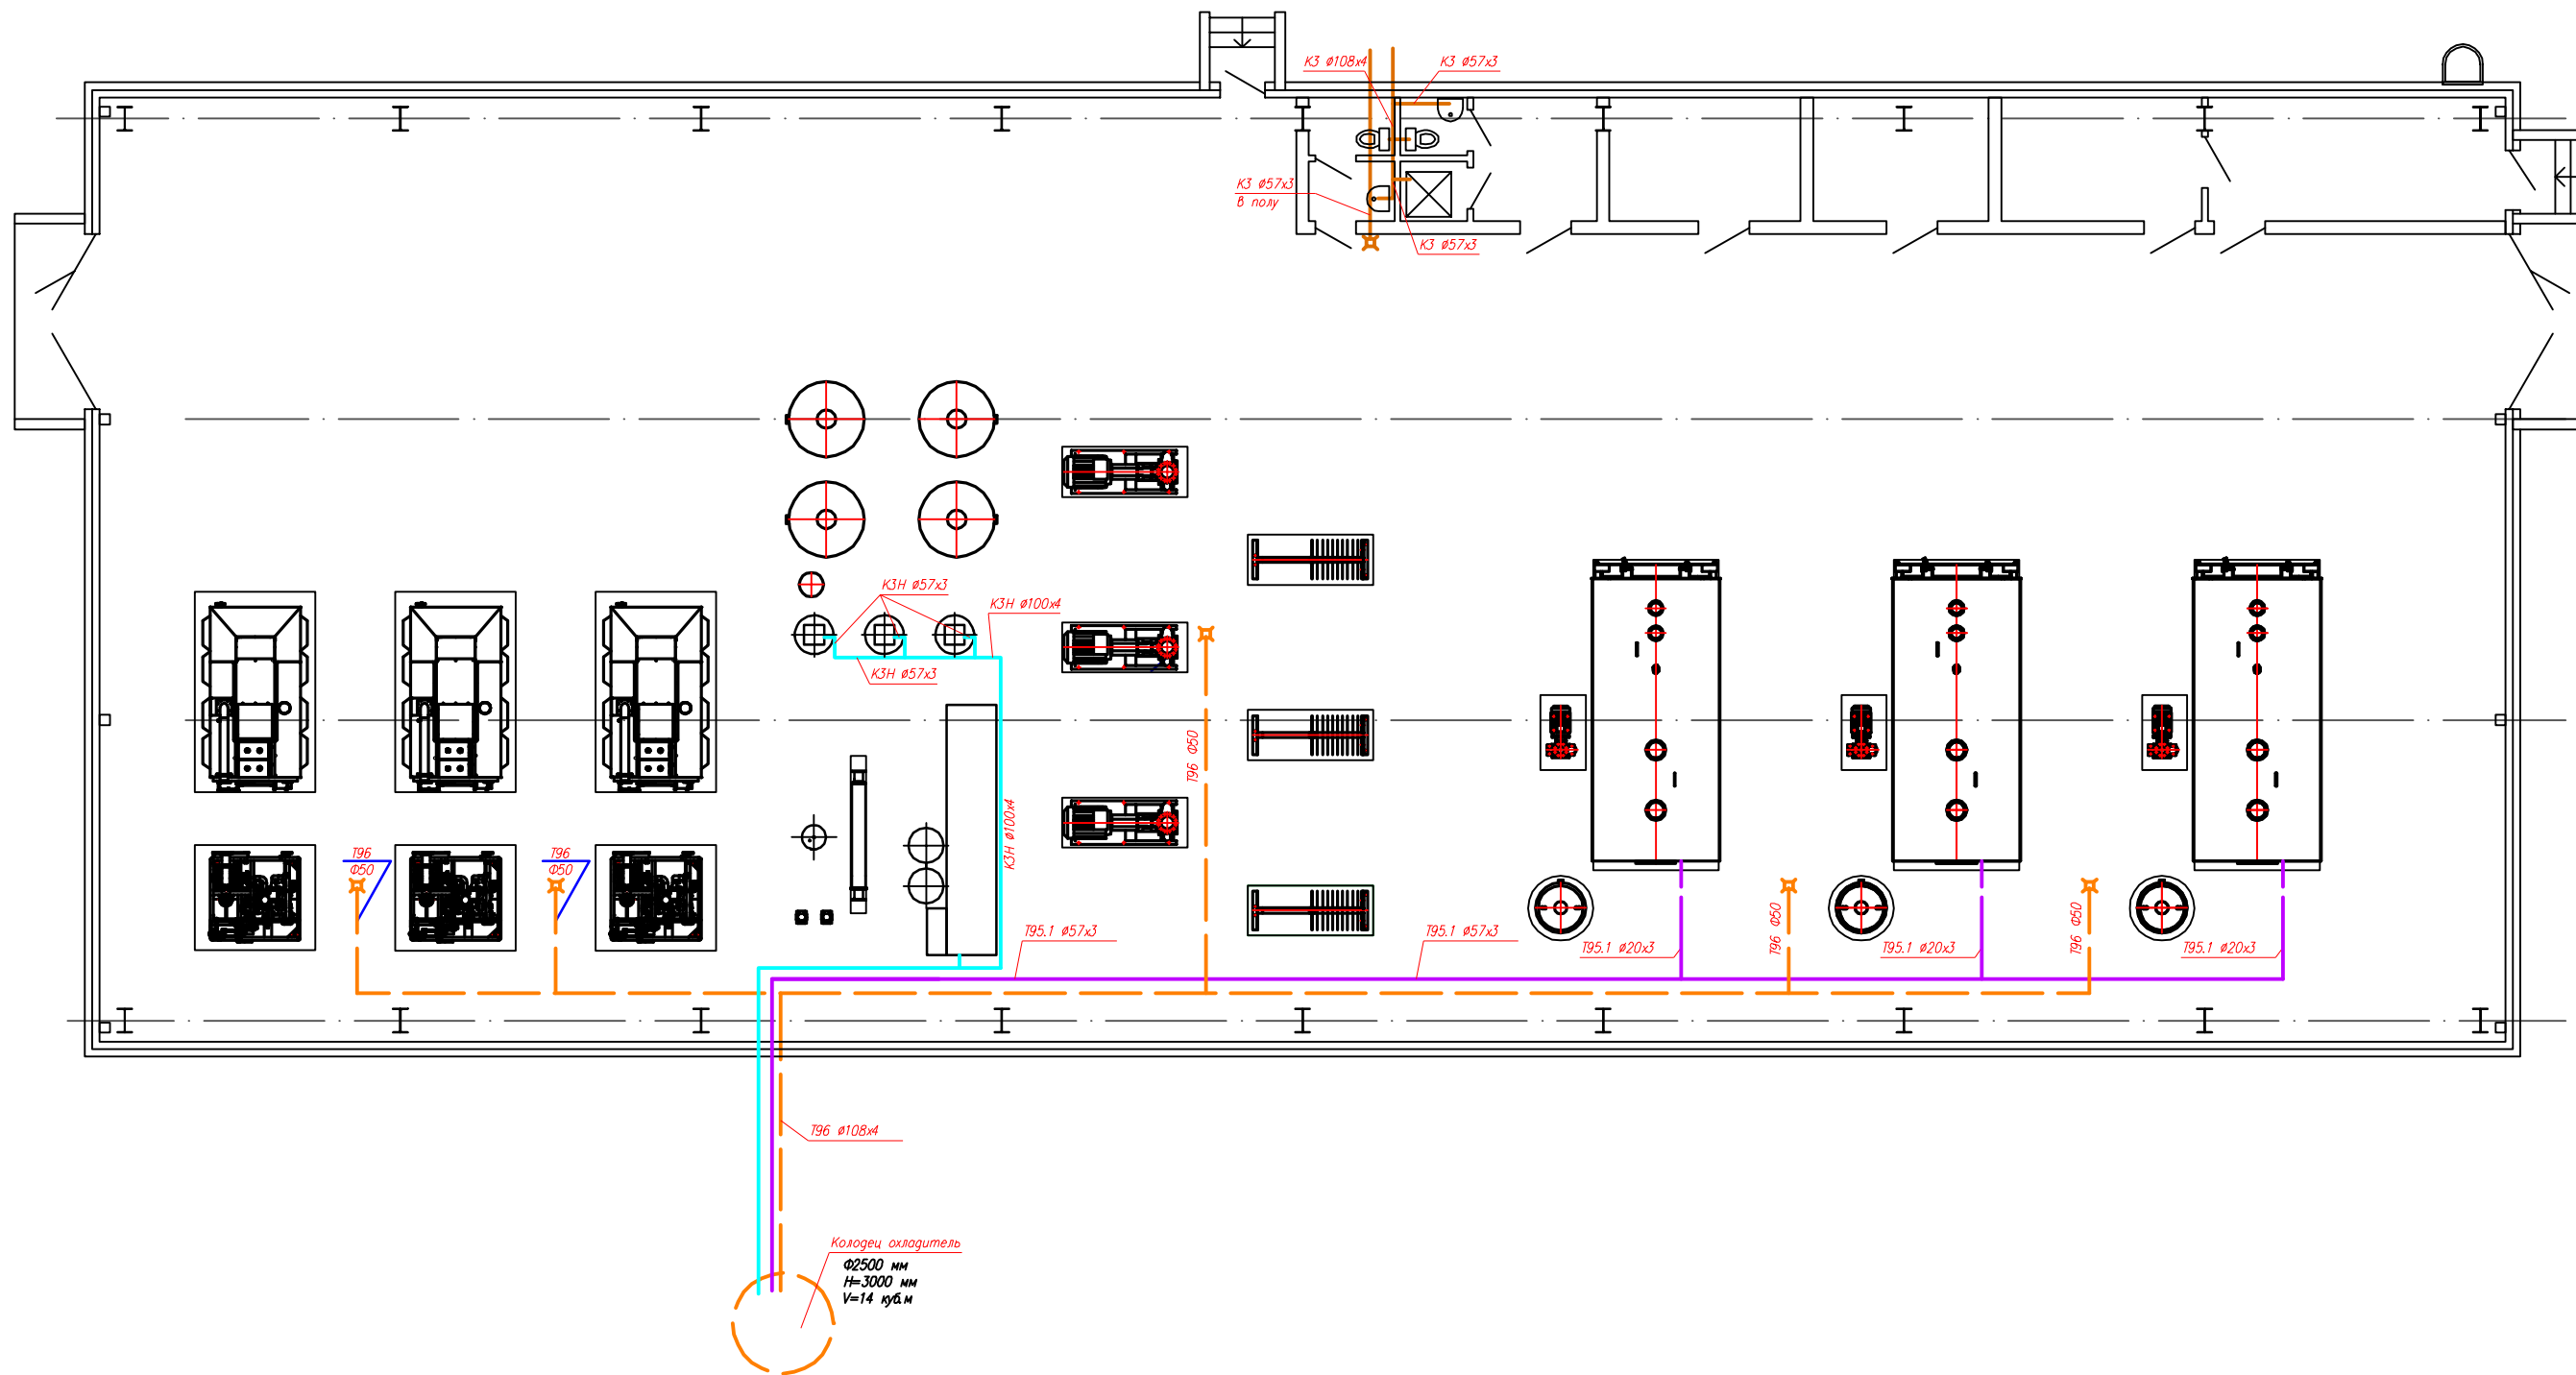 К3 ø108х4
К3 ø57х3
К3 ø57х3
в полу
К3 ø57х3
К3Н ø57х3
К3Н ø100х4
К3Н ø57х3
Т96 Ф50
К3Н ø100х4
Т96
Ф50
Т96
Ф50
Т95.1 ø57х3
Т95.1 ø57х3
Т95.1 ø20х3
Т96 Ф50
Т95.1 ø20х3
Т96 Ф50
Т95.1 ø20х3
Т96 ø108х4
Колодец охладитель
Ф2500 мм
Н=3000 мм
V=14 куб.м